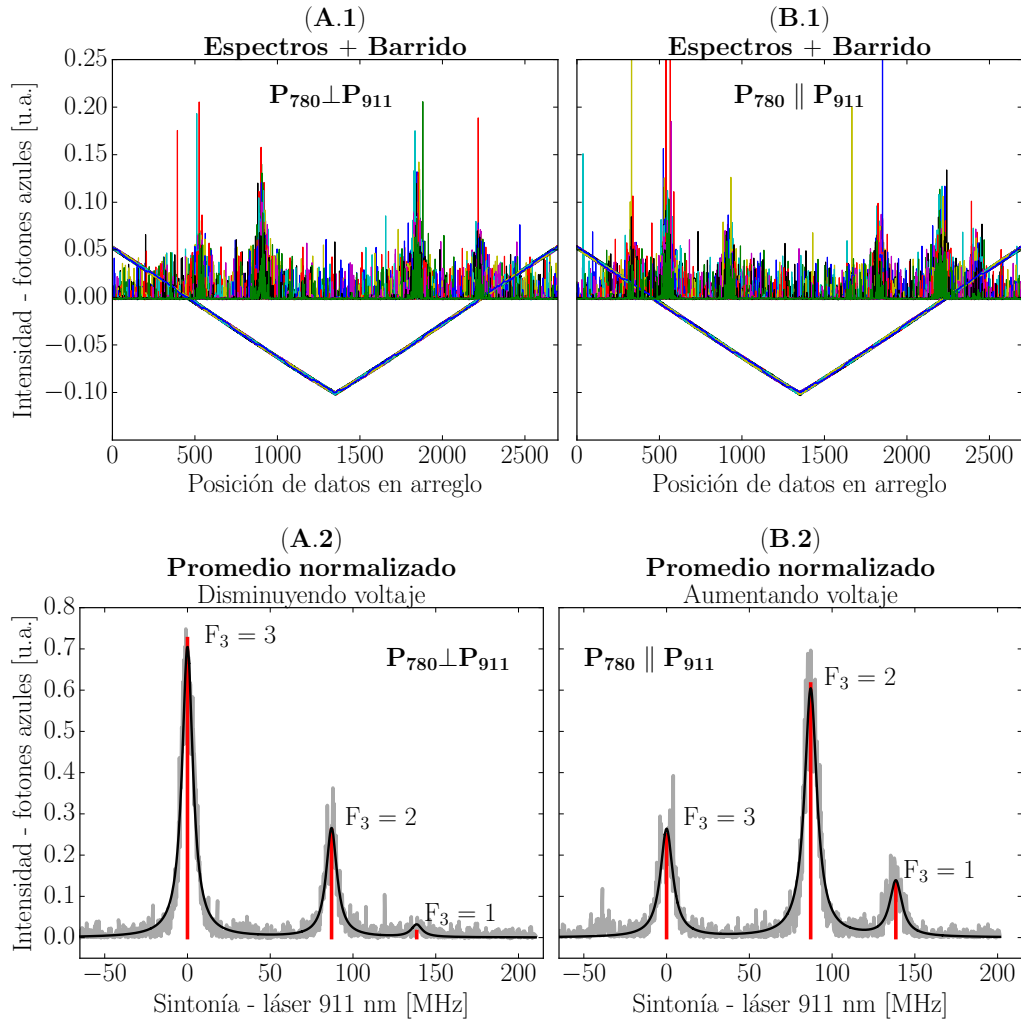 (A.1)
Espectros + Barrido
(B.1)
Espectros + Barrido
Intensidad - fotones azules [u.a.]
0.25
0.20
0.15
0.10
0.05
0.00
−0.05
−0.10
P780⊥P911
P780 ∥ P911
0 500 1000 1500 2000 2500
0 500 1000 1500 2000 2500
Posición de datos en arreglo
Posición de datos en arreglo
(A.2)
Promedio normalizado
Disminuyendo voltaje
(B.2)
Promedio normalizado
Aumentando voltaje
Intensidad - fotones azules [u.a.]
0.8
0.7
0.6
0.5
0.4
0.3
0.2
0.1
0.0
F3 = 3
P780⊥P911
F3 = 2
F3 = 1
P780 ∥ P911
F3 = 2
F3 = 3
F3 = 1
−50 0 50 100 150 200
−50 0 50 100 150 200
Sintonía - láser 911 nm [MHz]
Sintonía - láser 911 nm [MHz]